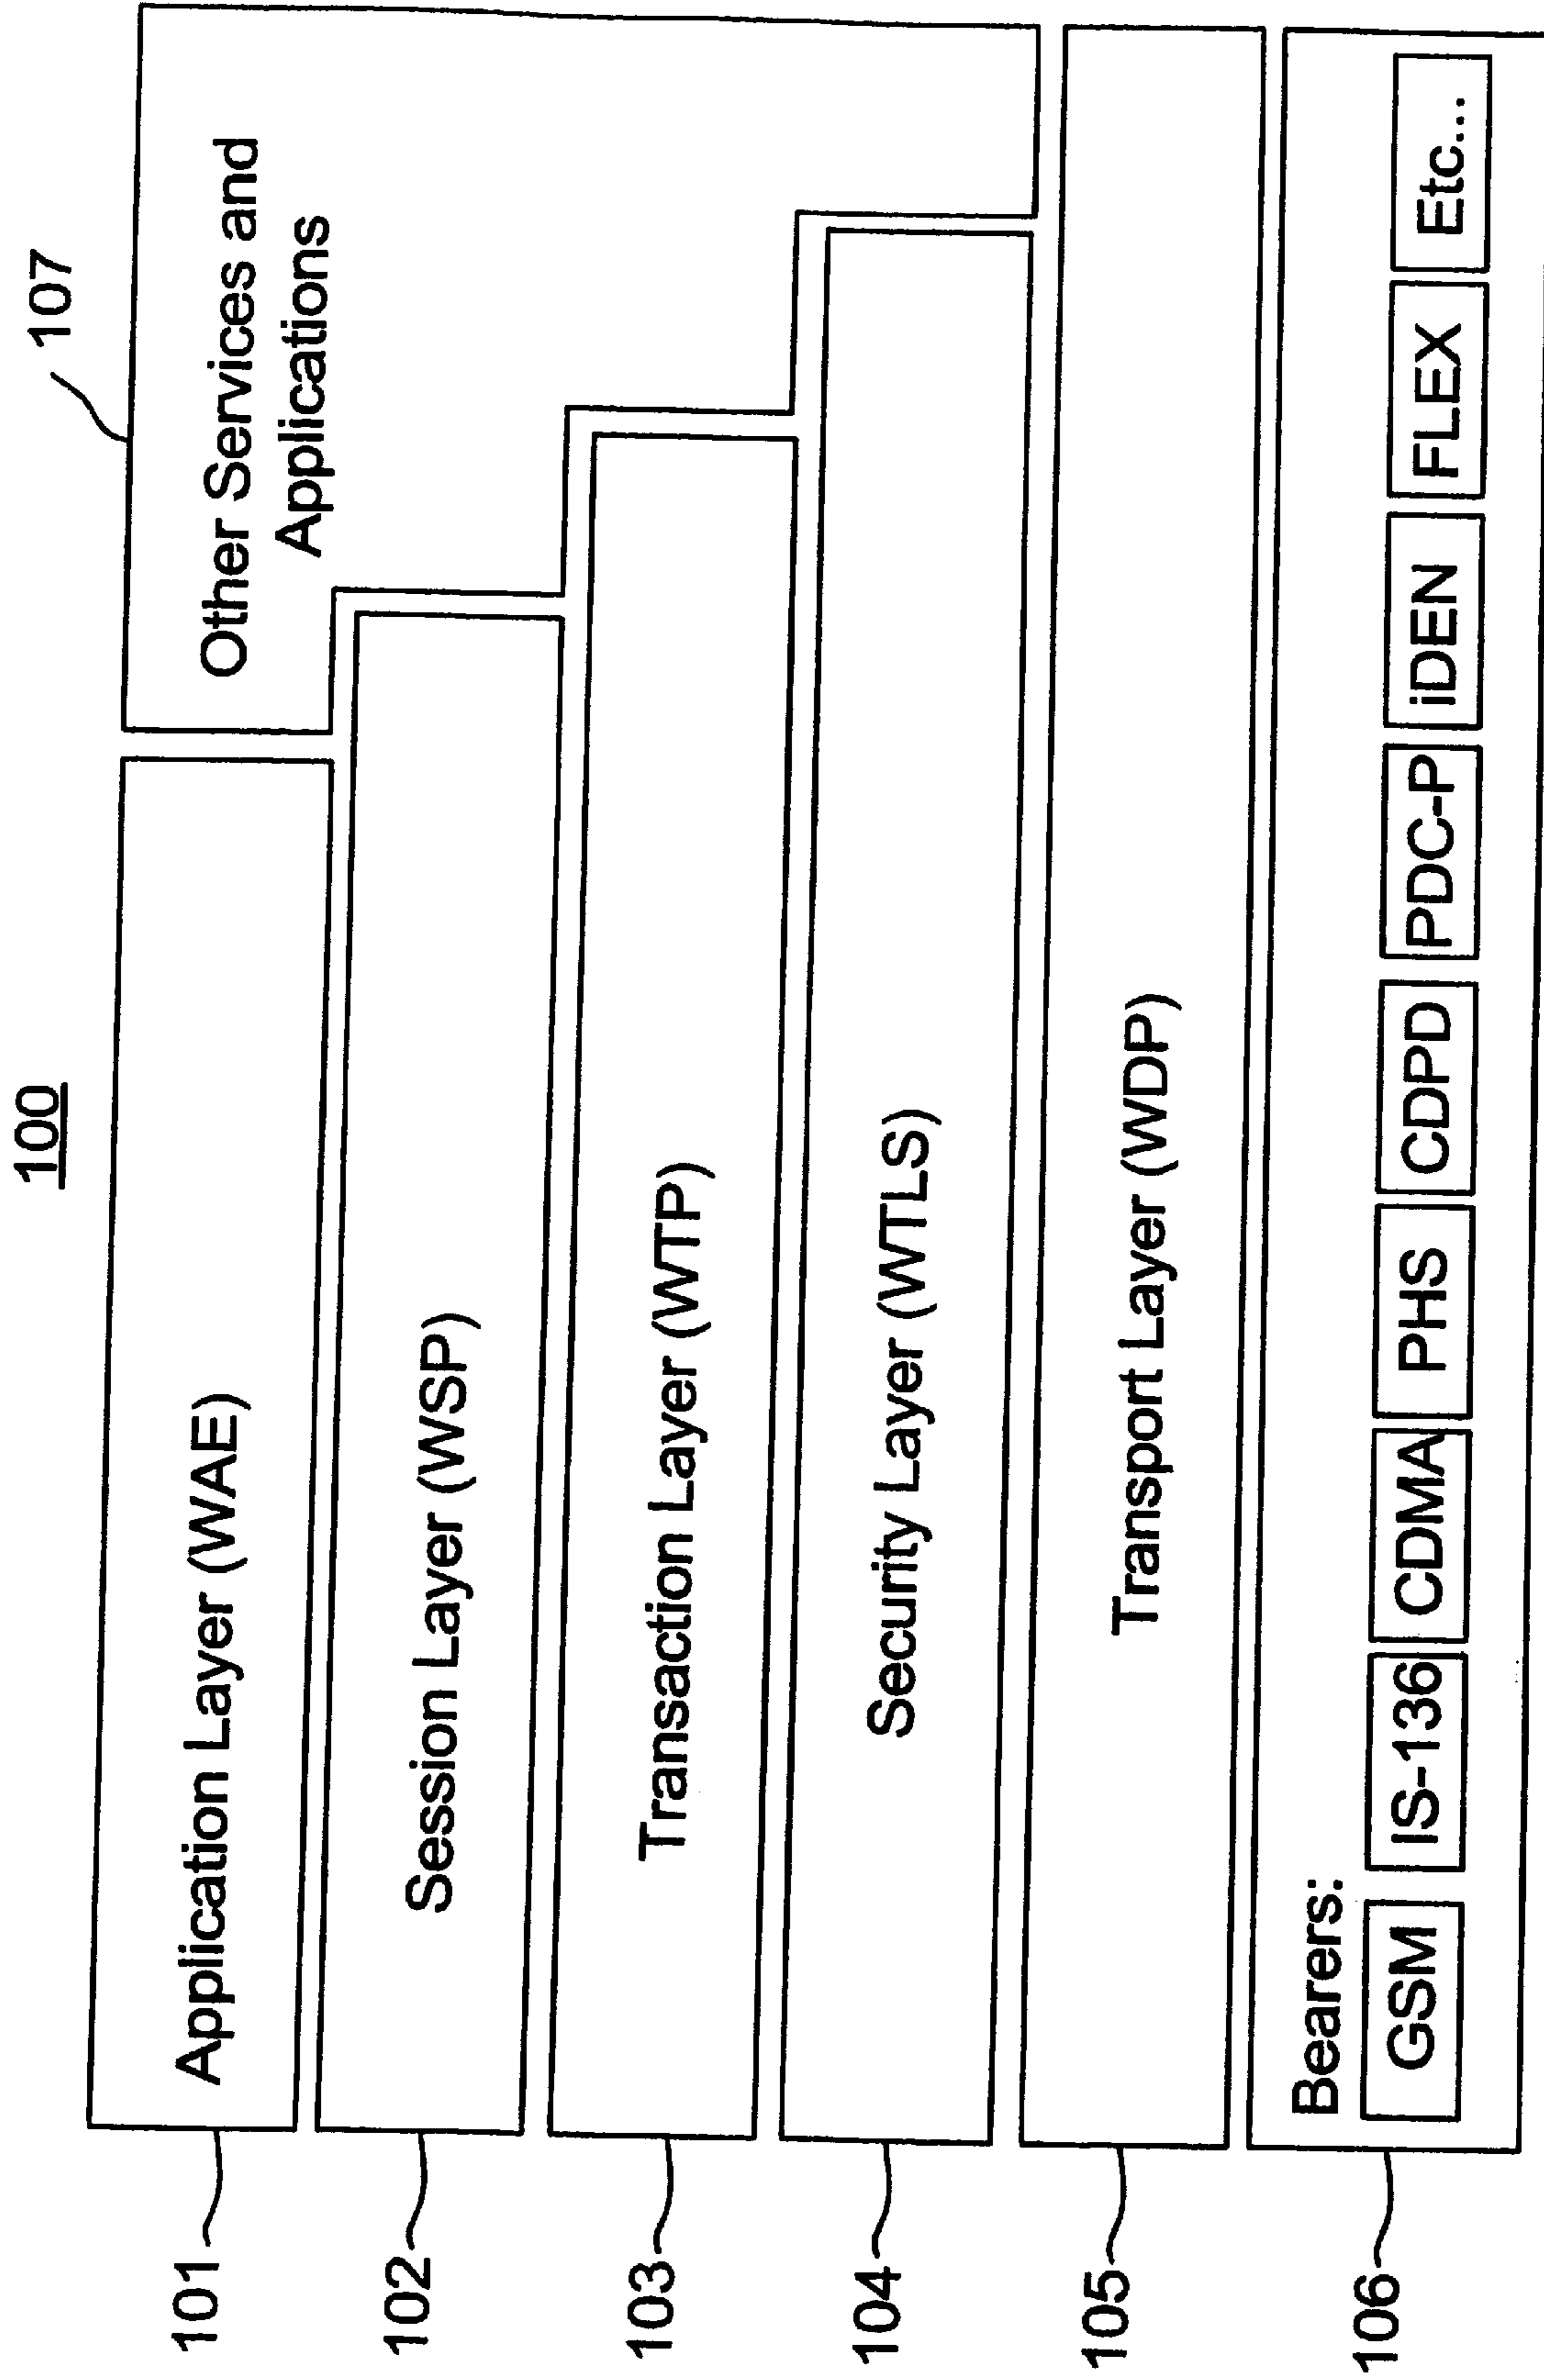 100
107
101
Application Layer (WAE)
Other Services and
Applications
102
Session Layer (WSP)
103
Transaction Layer (WTP)
104
Security Layer (WTLS)
105
Transport Layer (WDP)
106
Bearers:
GSM
IS-136
CDMA
PHS
CDPD
PDC-P
iDEN
FLEX
Etc...